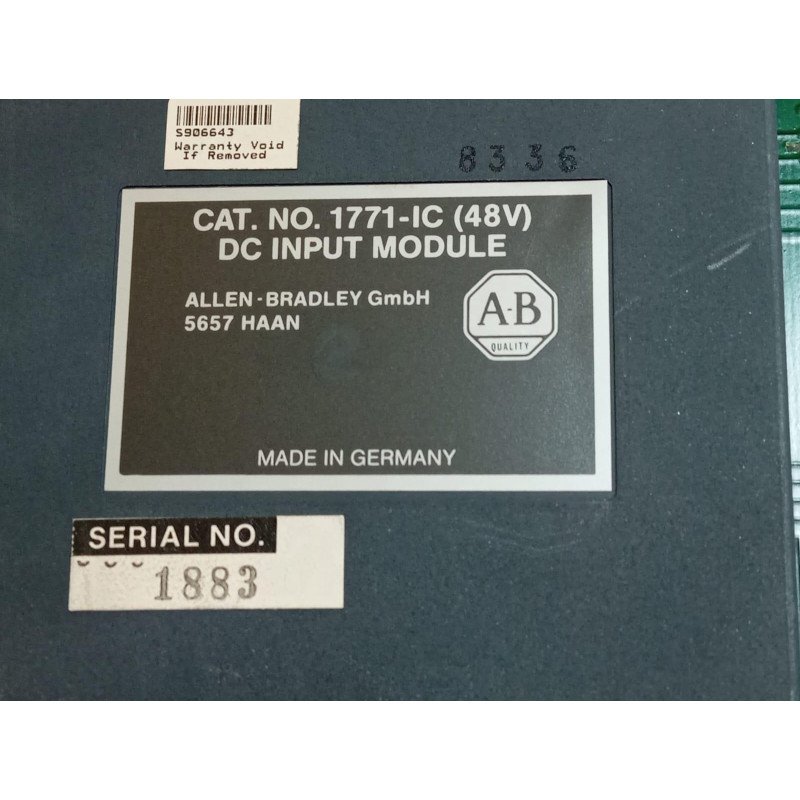 S906643
Warranty Void
If Removed
8336
CAT. NO. 1771-IC (48V)
DC INPUT MODULE
ALLEN-BRADLEY GmbH
5657 HAAN
A-B
QUALITY
MADE IN GERMANY
SERIAL NO.
1883